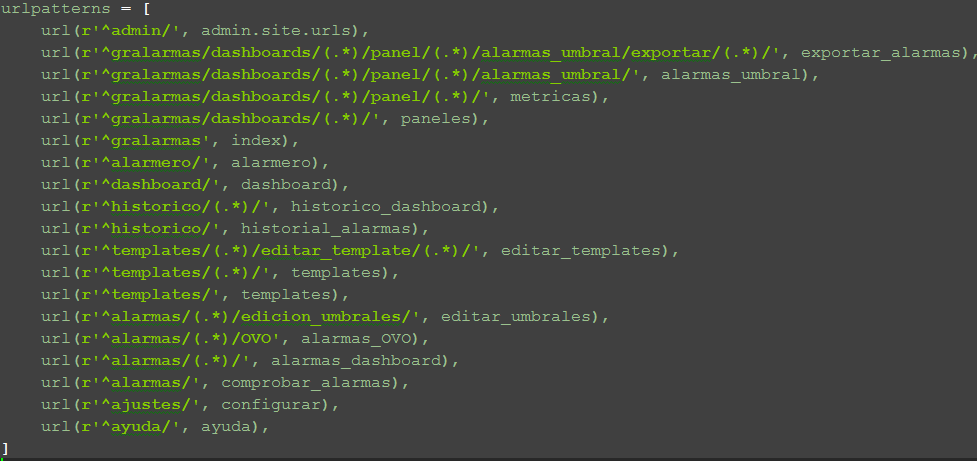 urlpatterns = [
url(r'^admin/', admin.site.urls),
url(r'^gralarmas/dashboards/(.*)/panel/(.*)/alarmas_umbral/exportar/(.*)/', exportar_alarmas),
url(r'^gralarmas/dashboards/(.*)/panel/(.*)/alarmas_umbral/', alarmas_umbral),
url(r'^gralarmas/dashboards/(.*)/panel/(.*)/', metricas),
url(r'^gralarmas/dashboards/(.*)/', paneles),
url(r'^gralarmas', index),
url(r'^alarmero/', alarmero),
url(r'^dashboard/', dashboard),
url(r'^historico/(.*)/', historico_dashboard),
url(r'^historico/', historial_alarmas),
url(r'^templates/(.*)/editar_template/(.*)/', editar_templates),
url(r'^templates/(.*)/', templates),
url(r'^templates/', templates),
url(r'^alarmas/(.*)/edicion_umbrales/', editar_umbrales),
url(r'^alarmas/(.*)/OVO', alarmas_OVO),
url(r'^alarmas/(.*)/', alarmas_dashboard),
url(r'^alarmas/', comprobar_alarmas),
url(r'^ajustes/', configurar),
url(r'^ayuda/', ayuda),
]